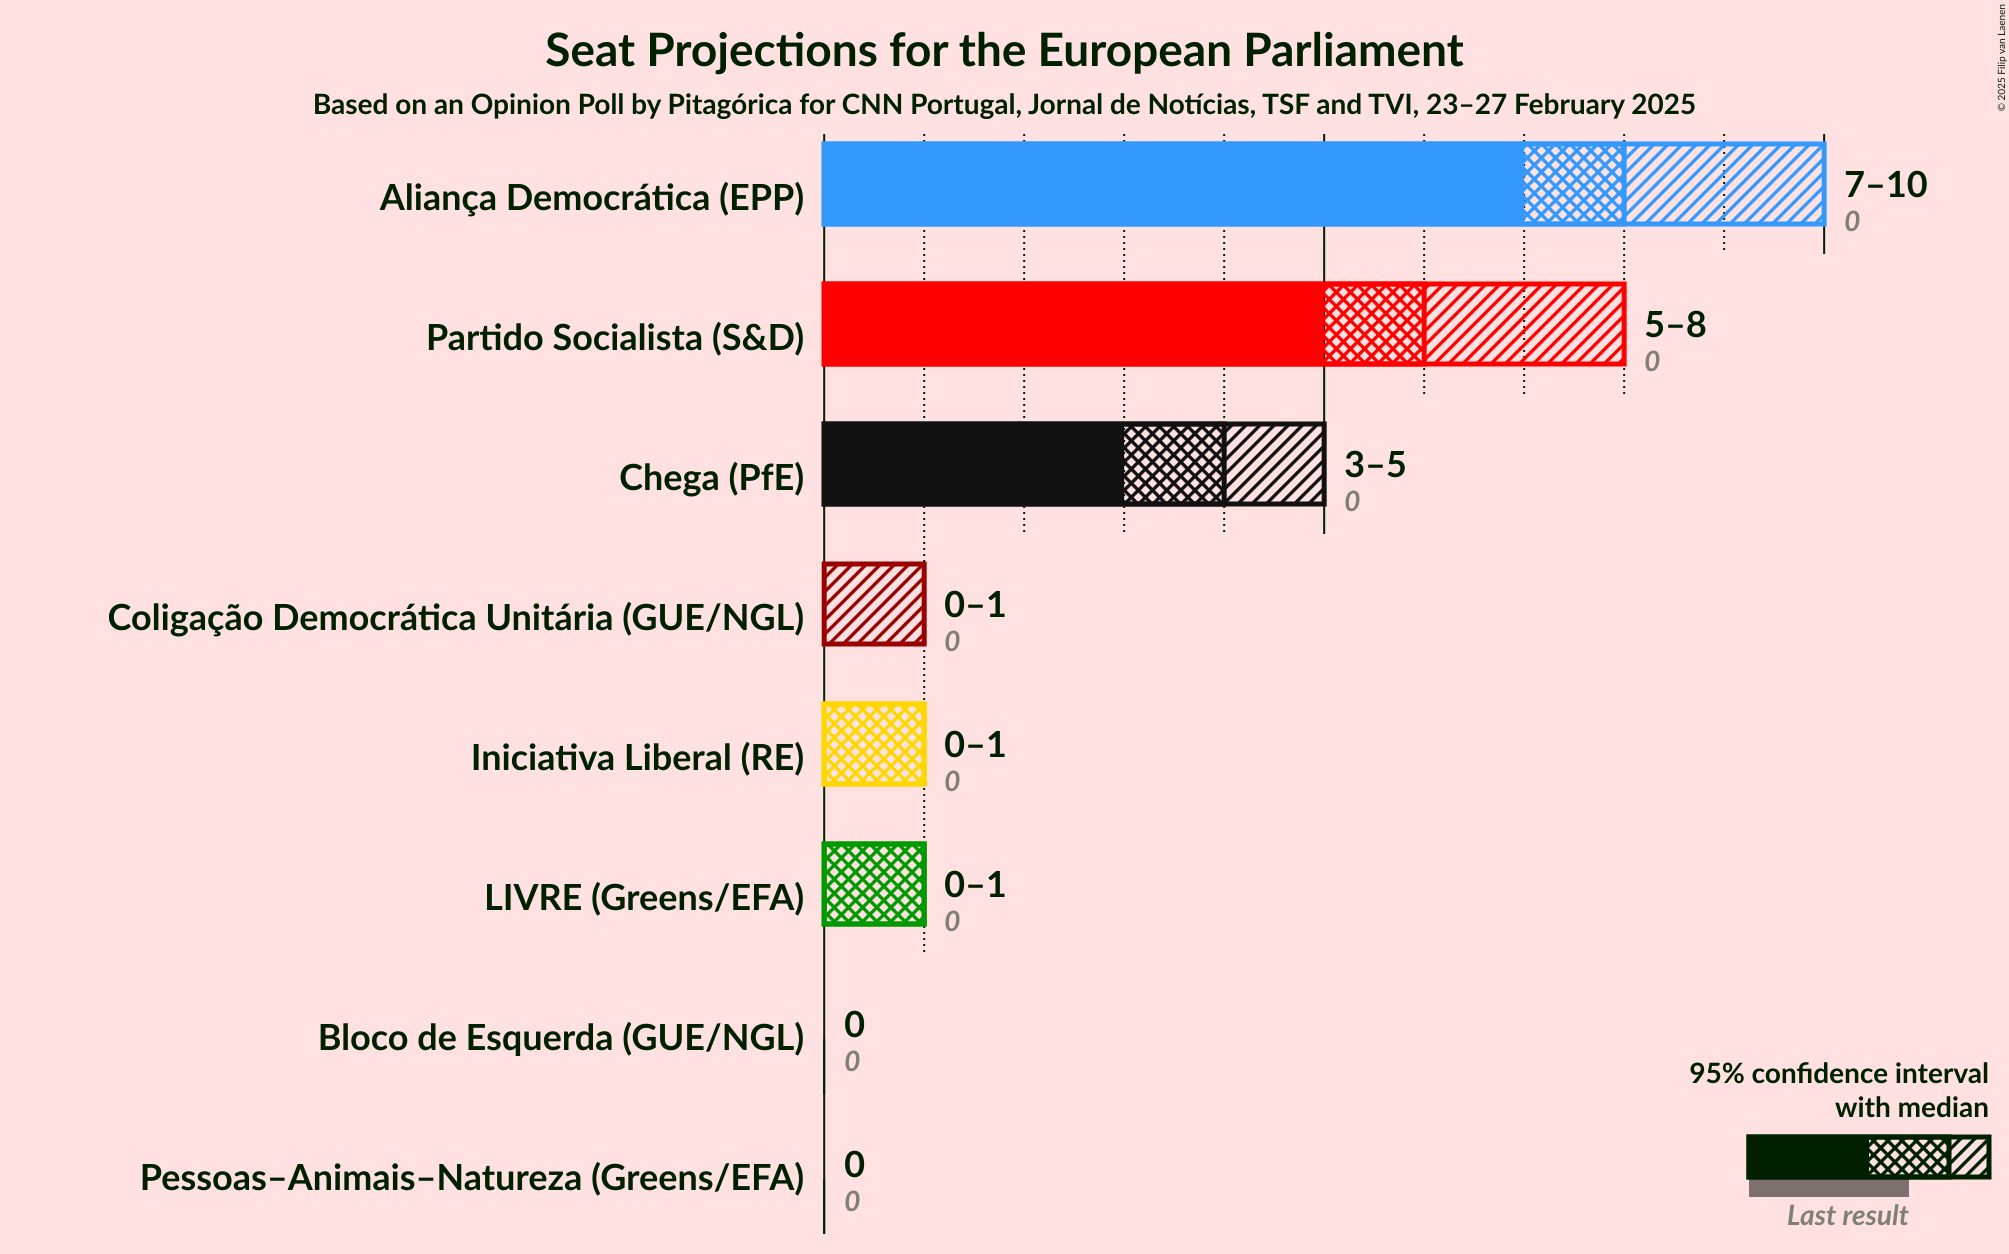 Seat Projections for the European Parliament
Based on an Opinion Poll by Pitagórica for CNN Portugal, Jornal de Notícias, TSF and TVI, 23–27 February 2025
© 2025 Filip van Laenen
Aliança Democrática (EPP)
7–10
0
Partido Socialista (S&D)
5–8
0
Chega (PfE)
3–5
0
Coligação Democrática Unitária (GUE/NGL)
0–1
0
Iniciativa Liberal (RE)
0–1
0
LIVRE (Greens/EFA)
0–1
0
Bloco de Esquerda (GUE/NGL)
0
0
Pessoas–Animais–Natureza (Greens/EFA)
0
0
95% confidence interval
with median
Last result